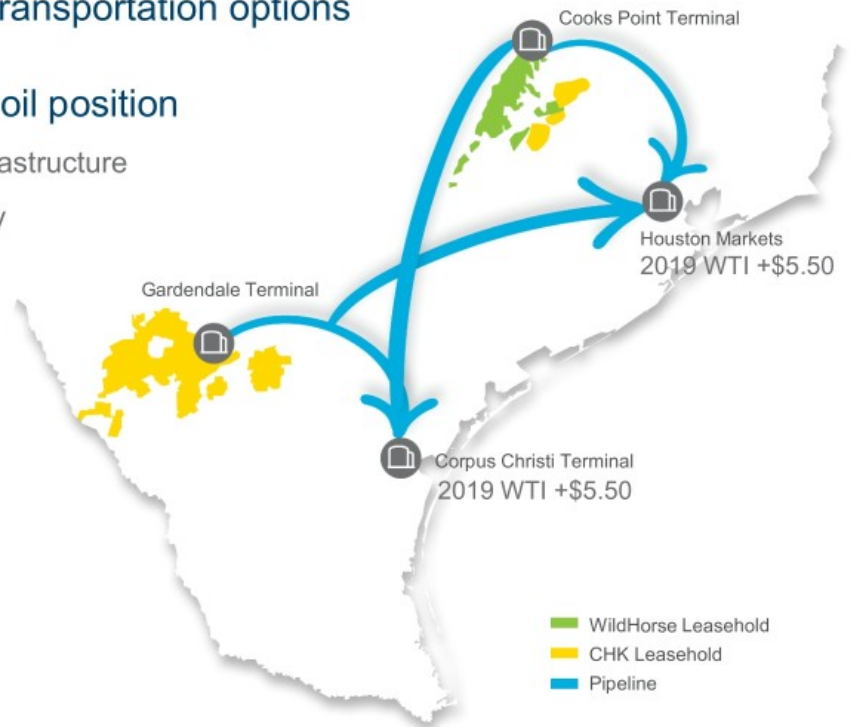 ransportation options
oil position
astructure
Cooks Point Terminal
Houston Markets
2019 WTI +$5.50
Gardendale Terminal
Corpus Christi Terminal
2019 WTI +$5.50
WildHorse Leasehold
CHK Leasehold
Pipeline